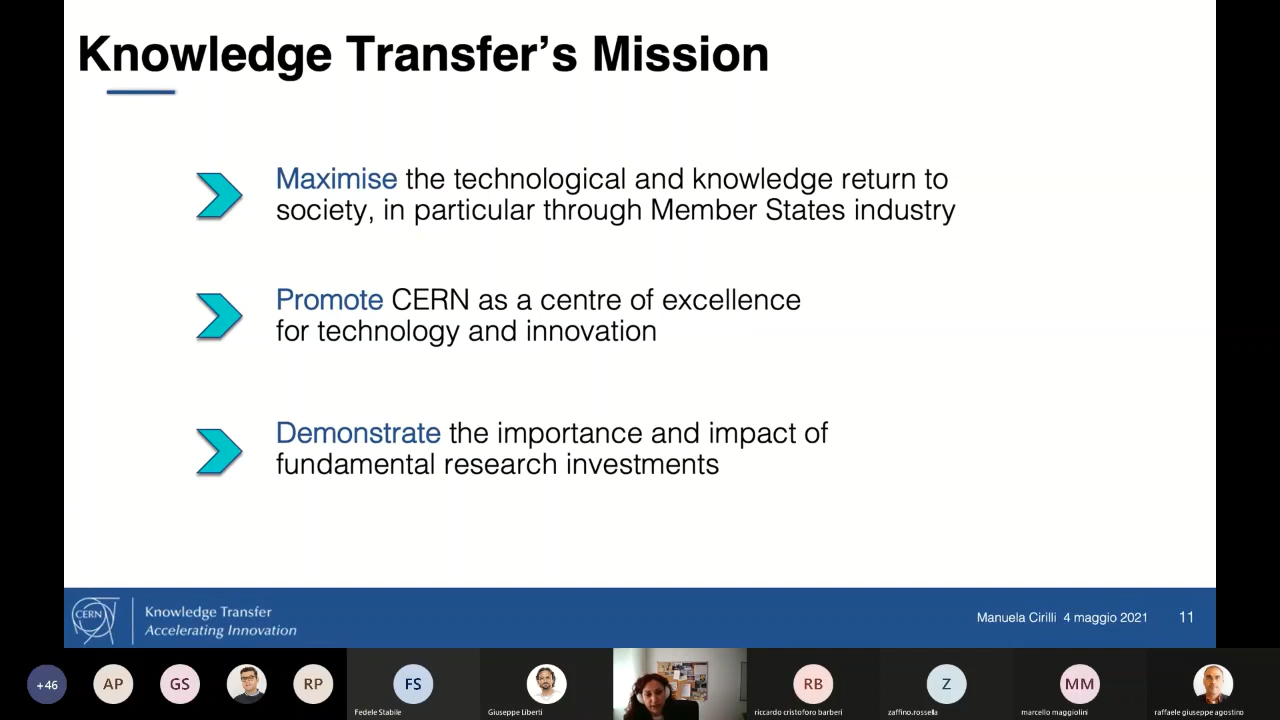 Knowledge Transfer's Mission
Maximise the technological and knowledge return to
society, in particular through Member States industry
Promote CERN as a centre of excellence
for technology and innovation
Demonstrate the importance and impact of
fundamental research investments
CERN
Knowledge Transfer
Accelerating Innovation
Manuela Cirilli 4 maggio 2021
11
+46
AP
GS
RP
FS
Fedele Stabile
Giuseppe Liberti
RB
riccardo cristoforo barberi
Z
zaffino.rossella
MM
marcello maggiolini
raffaele giuseppe agostino